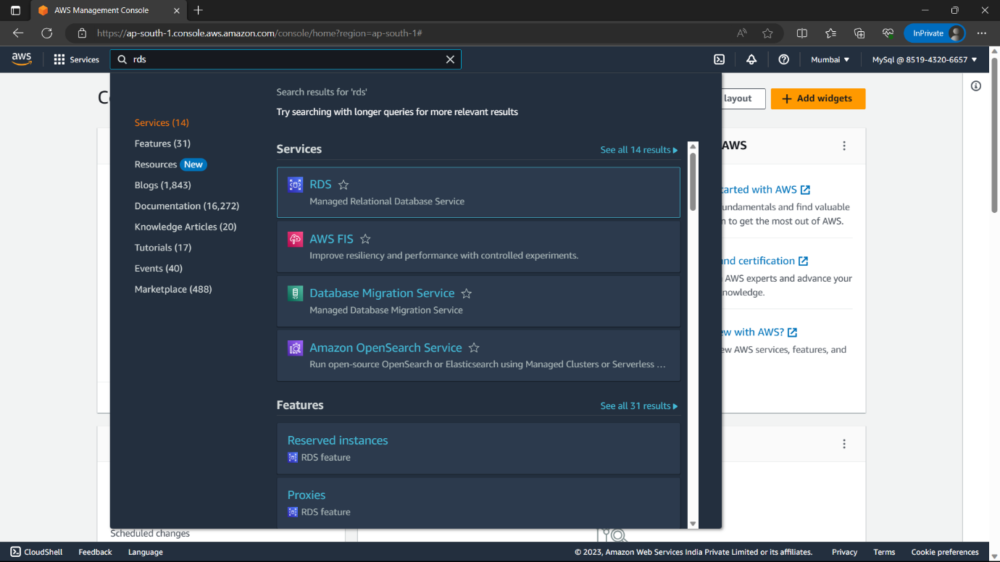 AWS Management Console
https://ap-south-1.console.aws.amazon.com/console/home?region=ap-south-1#
InPrivate
aws
Services
rds
Mumbai
MySql @ 8519-4320-6657
layout
Add widgets
Search results for 'rds'
Try searching with longer queries for more relevant results
Services (14)
Features (31)
Resources New
Blogs (1,843)
Documentation (16,272)
Knowledge Articles (20)
Tutorials (17)
Events (40)
Marketplace (488)
Services
See all 14 results
RDS
Managed Relational Database Service
AWS FIS
Improve resiliency and performance with controlled experiments.
Database Migration Service
Managed Database Migration Service
Amazon OpenSearch Service
Run open-source OpenSearch or Elasticsearch using Managed Clusters or Serverless ...
Features
See all 31 results
Reserved instances
RDS feature
Proxies
RDS feature
AWS
with AWS
and find valuable
to get the most out of AWS.
certification
AWS experts and advance your
with AWS?
AWS services, features, and
Scheduled changes
CloudShell
Feedback
Language
© 2023, Amazon Web Services India Private Limited or its affiliates.
Privacy
Terms
Cookie preferences